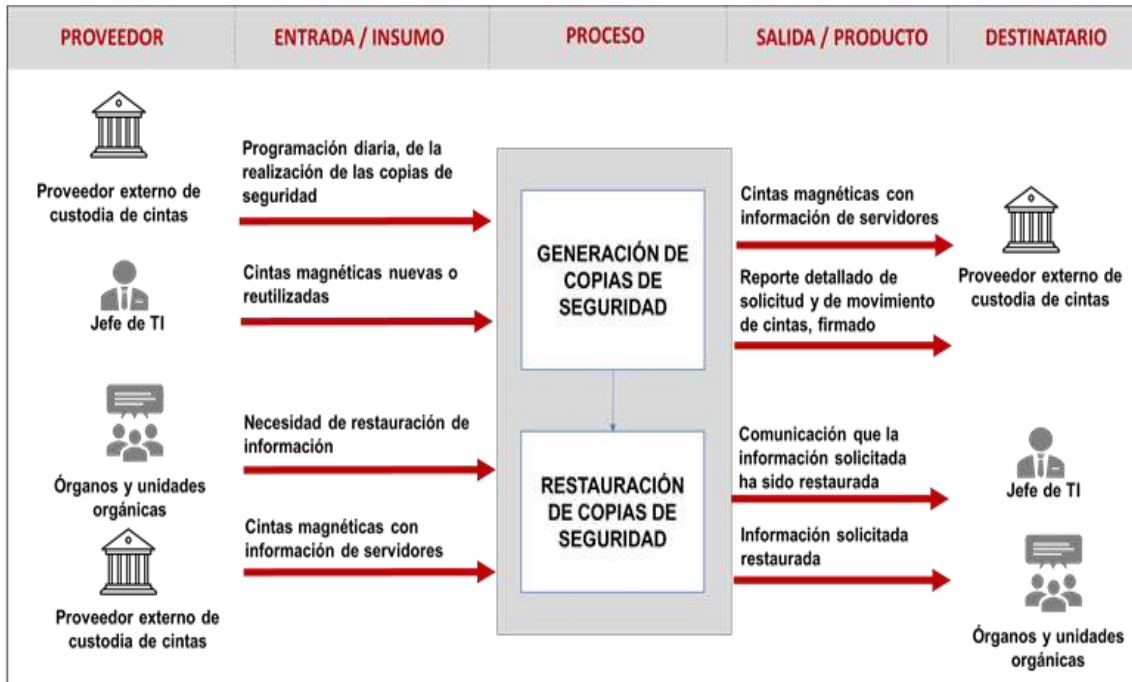 PROVEEDOR
ENTRADA / INSUMO
PROCESO
SALIDA / PRODUCTO
DESTINATARIO
Proveedor externo de
custodia de cintas
Programación diaria, de la
realización de las copias de
seguridad
Jefe de TI
Cintas magnéticas nuevas o
reutilizadas
Órganos y unidades
orgánicas
Necesidad de restauración de
información
Proveedor externo de
custodia de cintas
Cintas magnéticas con
información de servidores
GENERACIÓN DE
COPIAS DE
SEGURIDAD
RESTAURACIÓN
DE COPIAS DE
SEGURIDAD
Cintas magnéticas con
información de servidores
Reporte detallado de
solicitud y de movimiento
de cintas, firmado
Proveedor externo de
custodia de cintas
Comunicación que la
información solicitada
ha sido restaurada
Jefe de TI
Información solicitada
restaurada
Órganos y unidades
orgánicas